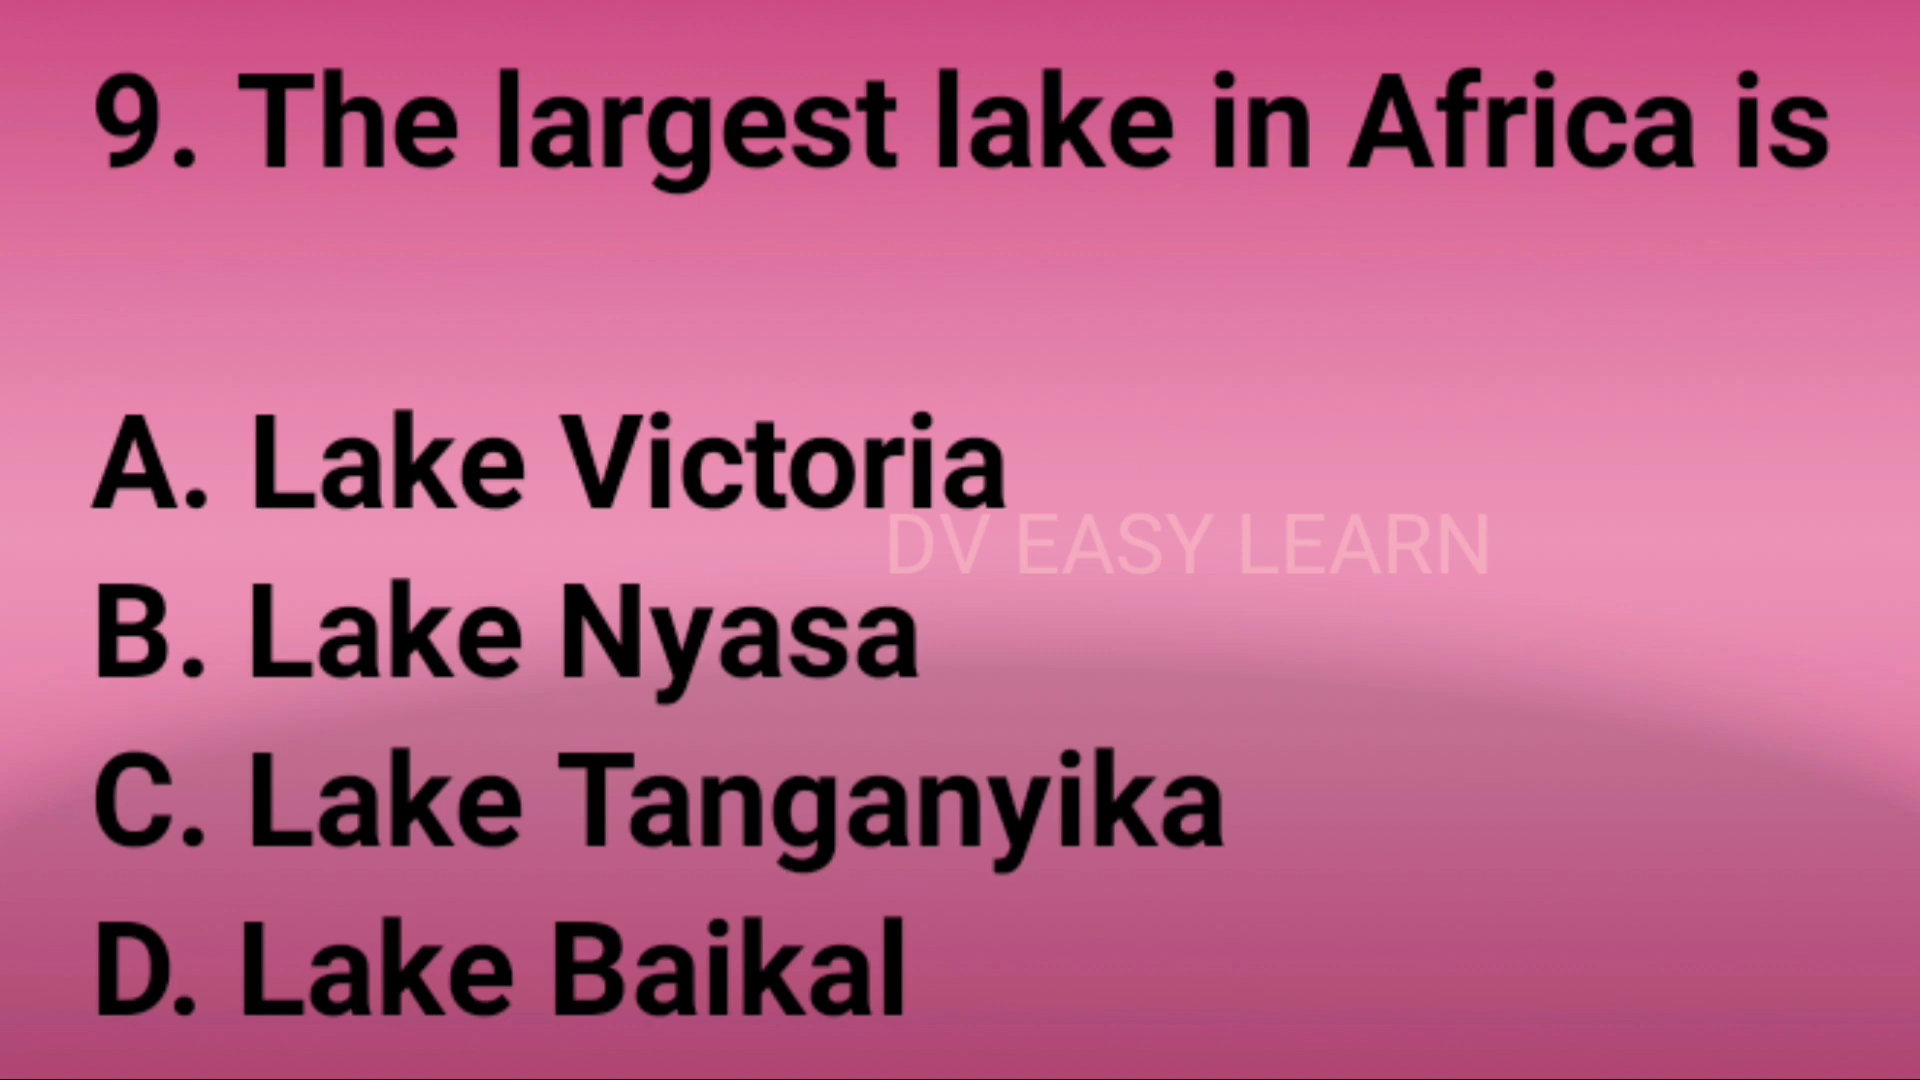 9. The largest lake in Africa is
A. Lake Victoria
DV EASY LEARN
B. Lake Nyasa
C. Lake Tanganyika
D. Lake Baikal